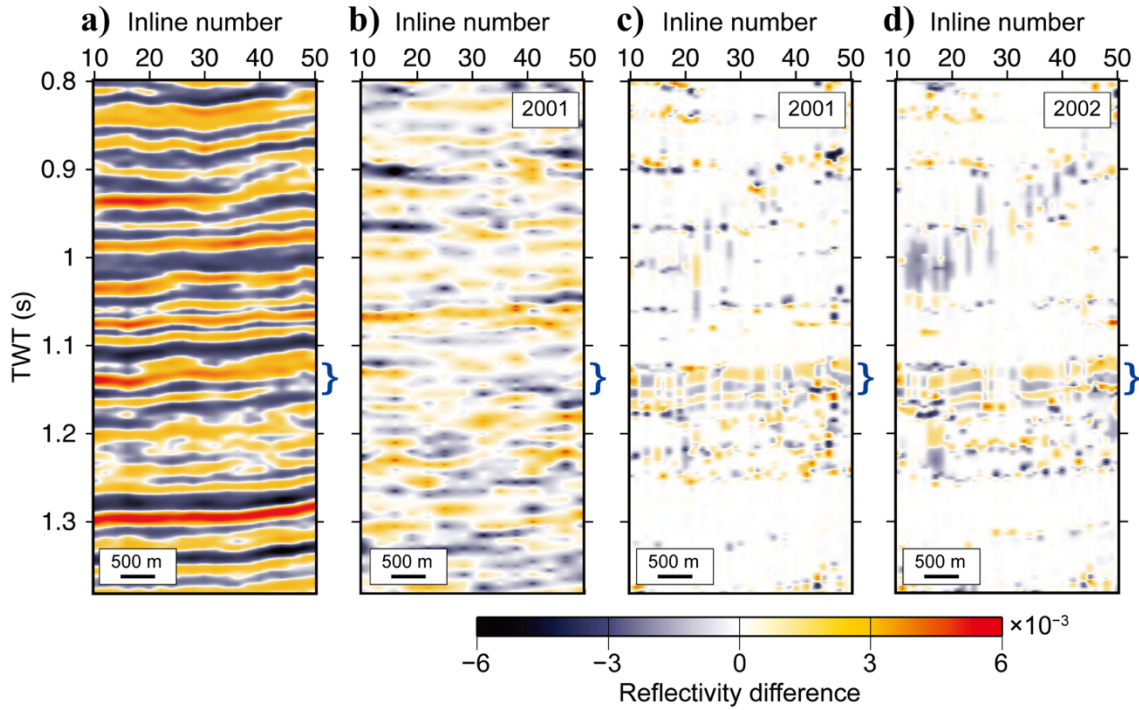 a) Inline number b) Inline number c) Inline number d) Inline number
10 20 30 40 50 10 20 30 40 50 10 20 30 40 50 10 20 30 40 50
0.8
2001 2001 2002
0.9
1
TWT (s)
1.1
} } } }
1.2
1.3
500 m 500 m 500 m 500 m
×10⁻³
−6 −3 0 3 6
Reflectivity difference